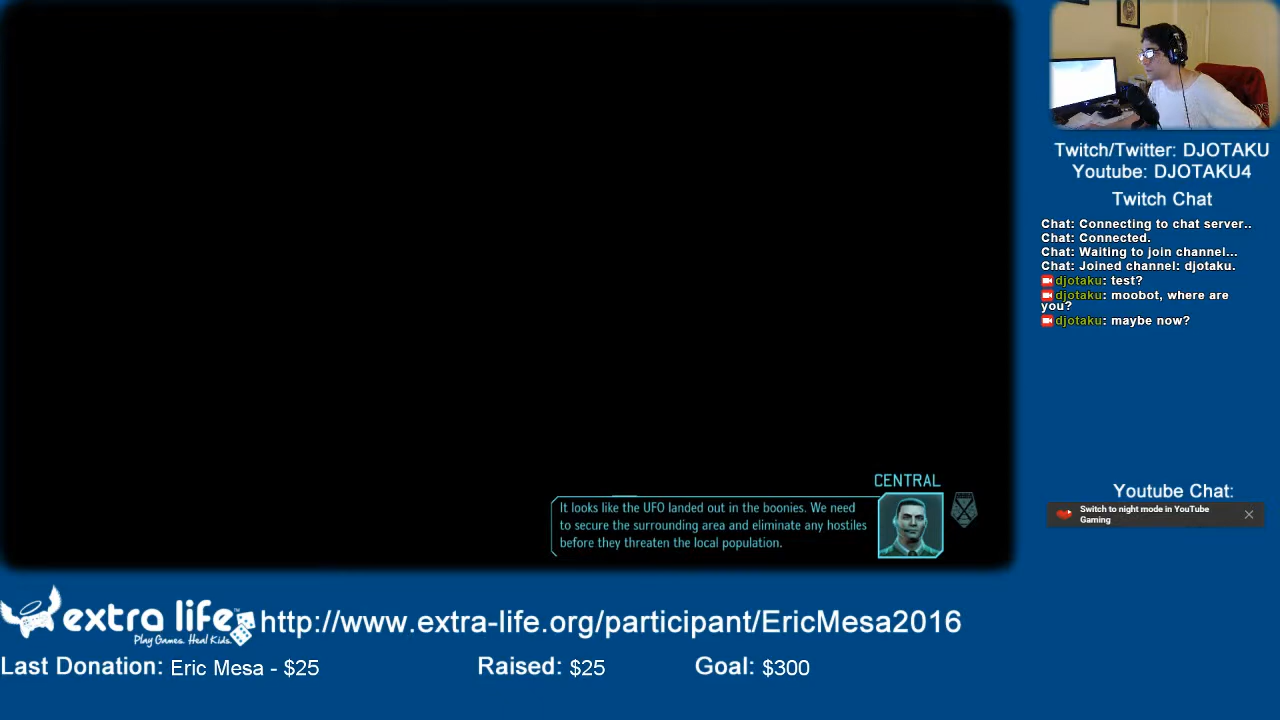 Twitch/Twitter: DJOTAKU
Youtube: DJOTAKU4
Twitch Chat
Chat: Connecting to chat server..
Chat: Connected.
Chat: Waiting to join channel...
Chat: Joined channel: djotaku.
djotaku: test?
djotaku: moobot, where are
you?
djotaku: maybe now?
CENTRAL
It looks like the UFO landed out in the boonies. We need
to secure the surrounding area and eliminate any hostiles
before they threaten the local population.
Youtube Chat:
Switch to night mode in YouTube
Gaming
extra life
Play Games. Heal Kids.
http://www.extra-life.org/participant/EricMesa2016
Last Donation: Eric Mesa - $25
Raised: $25
Goal: $300